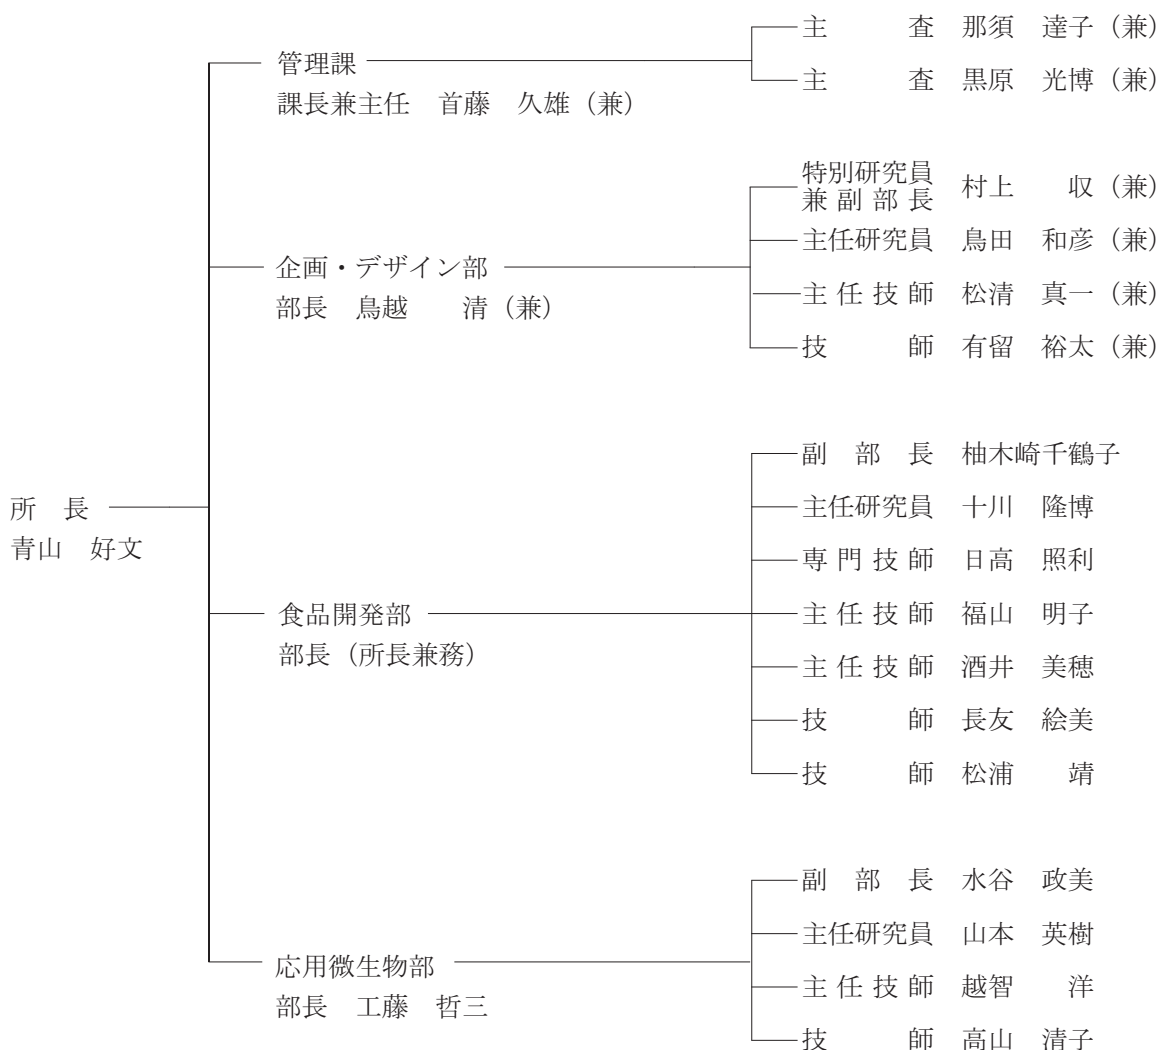 所　長
青山　好文
管理課
課長兼主任　首藤　久雄（兼）
主　　　査　那須　達子（兼）
主　　　査　黒原　光博（兼）
企画・デザイン部
部長　鳥越　　清（兼）
特別研究員
兼副部長　村上　　収（兼）
主任研究員　鳥田　和彦（兼）
主任技師　松清　真一（兼）
技　　　師　有留　裕太（兼）
食品開発部
部長（所長兼務）
副　部　長　柚木崎千鶴子
主任研究員　十川　隆博
専門技師　日高　照利
主任技師　福山　明子
主任技師　酒井　美穂
技　　　師　長友　絵美
技　　　師　松浦　　靖
応用微生物部
部長　工藤　哲三
副　部　長　水谷　政美
主任研究員　山本　英樹
主任技師　越智　　洋
技　　　師　高山　清子